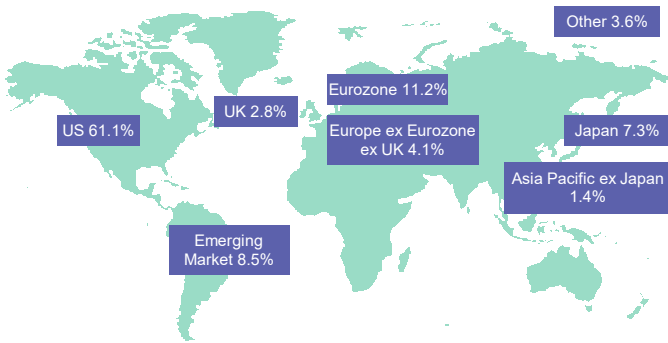 Other 3.6%
Eurozone 11.2%
UK 2.8%
US 61.1%
Europe ex Eurozone
ex UK 4.1%
Japan 7.3%
Asia Pacific ex Japan
1.4%
Emerging
Market 8.5%